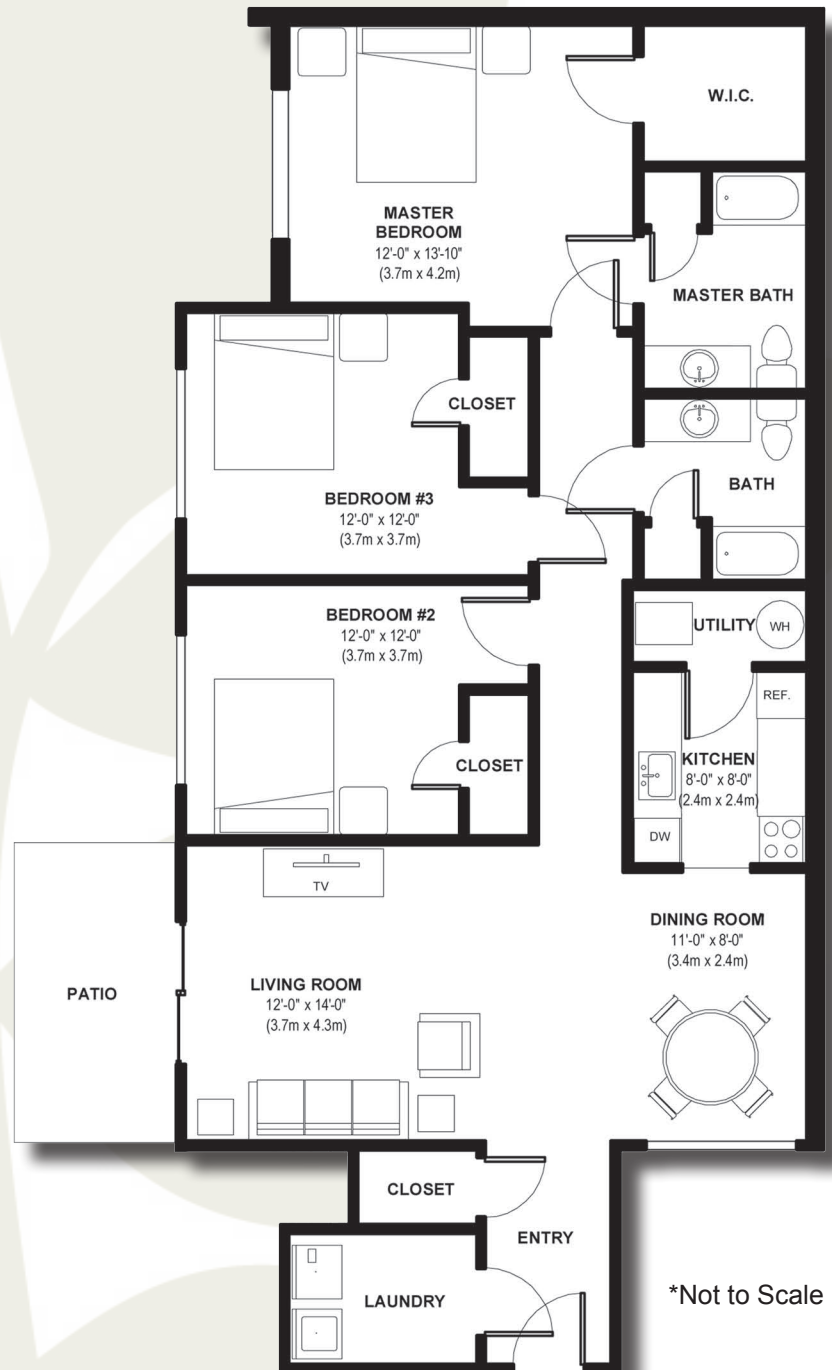 W.I.C.
MASTER
BEDROOM
12'-0" x 13'-10"
(3.7m x 4.2m)
MASTER BATH
CLOSET
BEDROOM #3
12'-0" x 12'-0"
(3.7m x 3.7m)
BATH
BEDROOM #2
12'-0" x 12'-0"
(3.7m x 3.7m)
UTILITY
WH
REF.
CLOSET
KITCHEN
8'-0" x 8'-0"
(2.4m x 2.4m)
DW
TV
DINING ROOM
11'-0" x 8'-0"
(3.4m x 2.4m)
PATIO
LIVING ROOM
12'-0" x 14'-0"
(3.7m x 4.3m)
CLOSET
ENTRY
LAUNDRY
*Not to Scale